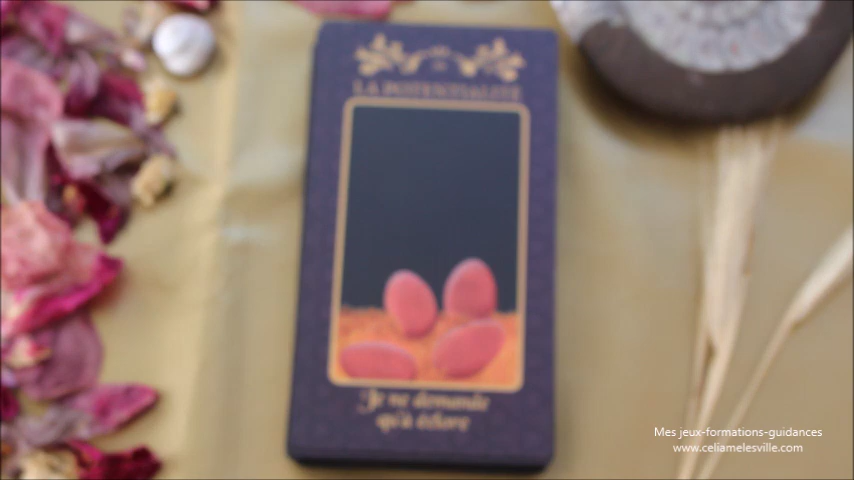 LA POTENTIALITÉ
Je ne demande
qu'à éclore
Mes jeux-formations-guidances
www.celiamelesville.com